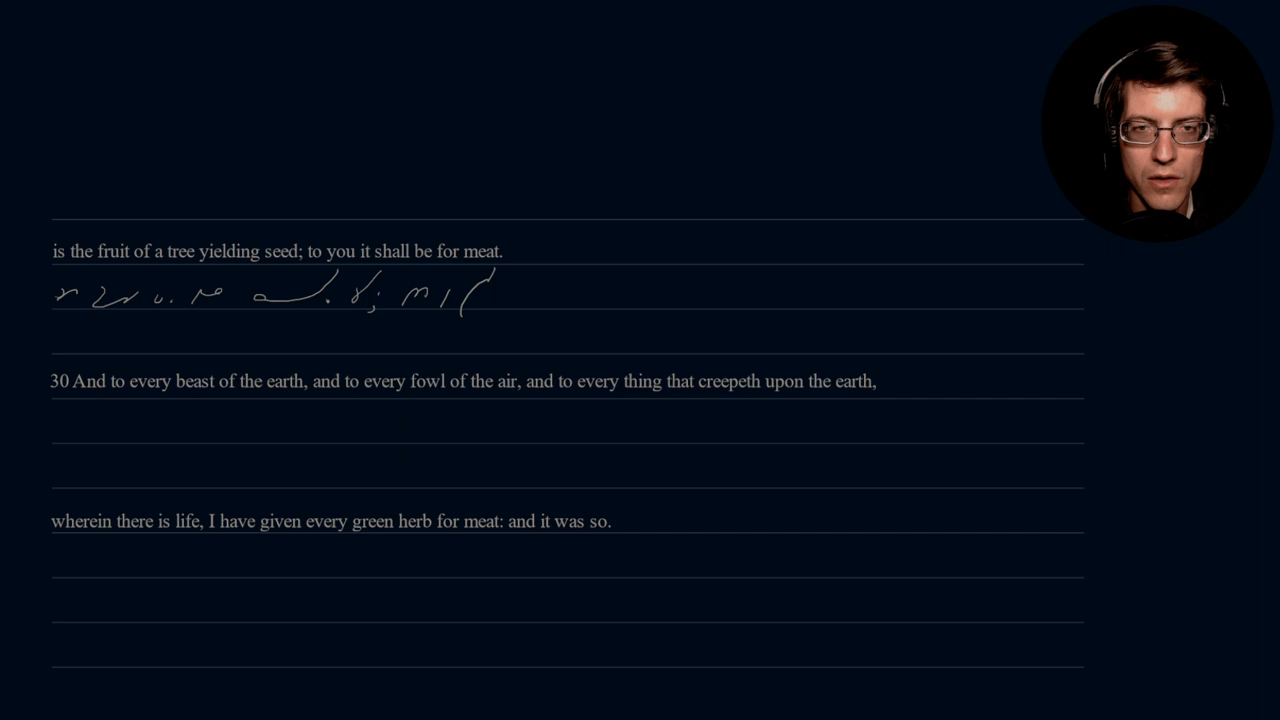 is the fruit of a tree yielding seed; to you it shall be for meat.
30 And to every beast of the earth, and to every fowl of the air, and to every thing that creepeth upon the earth,
wherein there is life, I have given every green herb for meat: and it was so.